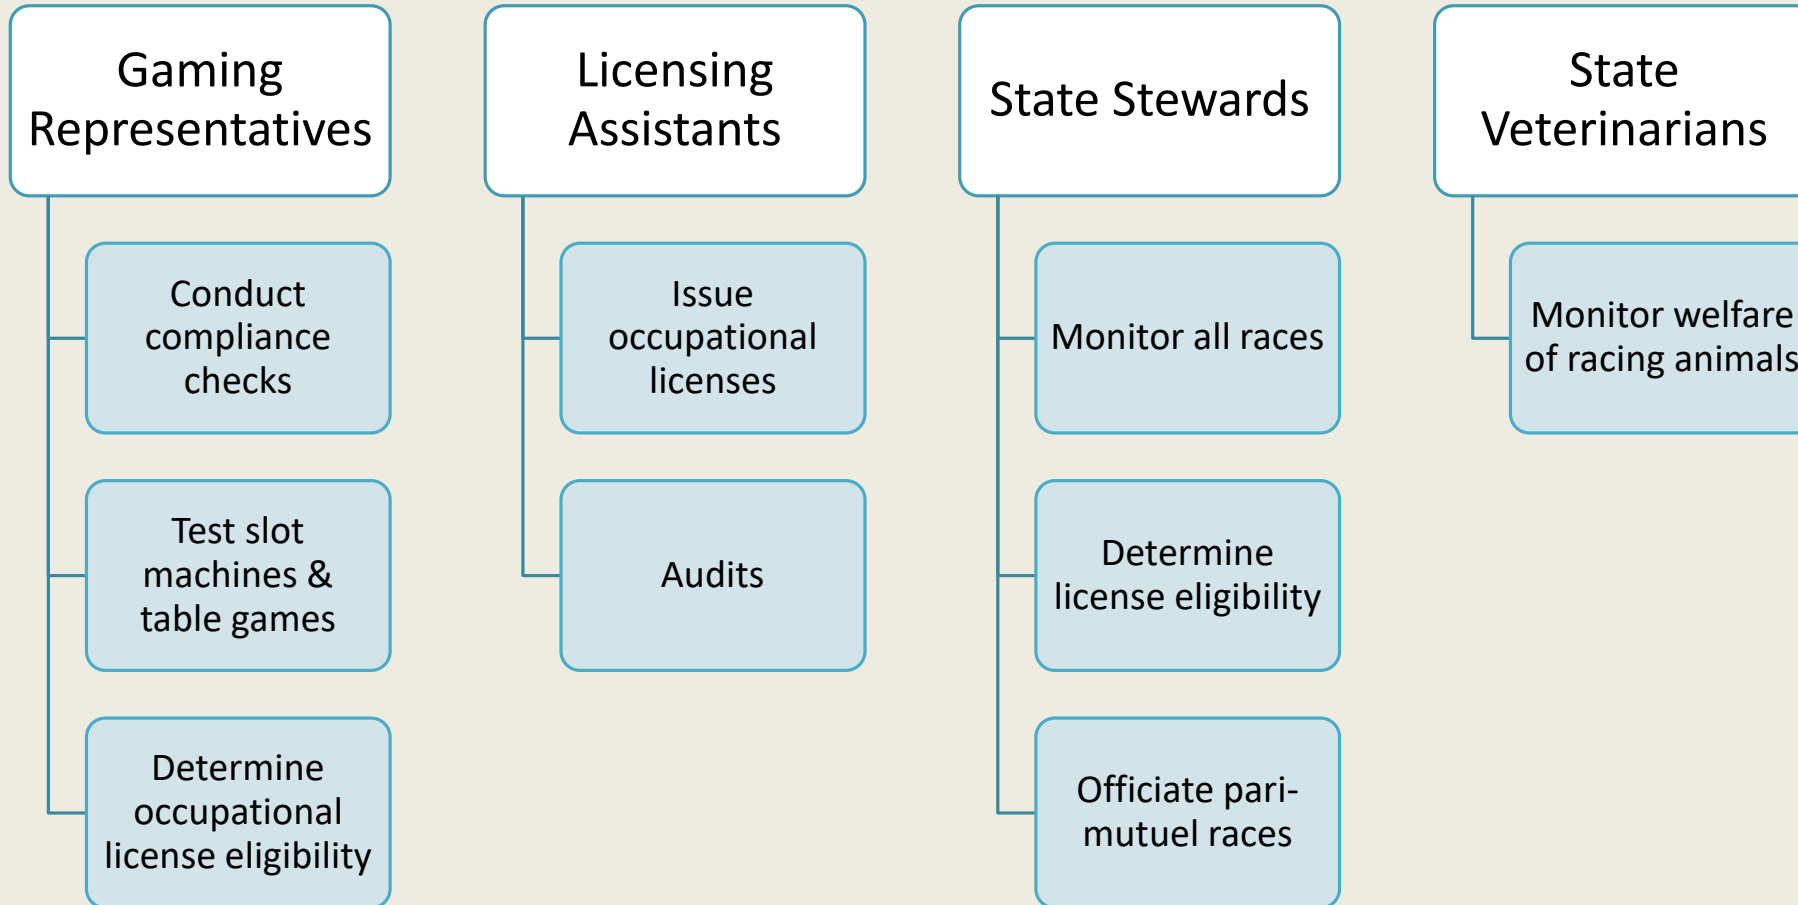 Gaming
Representatives
Conduct
compliance
checks
Test slot
machines &
table games
Determine
occupational
license eligibility
Licensing
Assistants
Issue
occupational
licenses
Audits
State Stewards
Monitor all races
Determine
license eligibility
Officiate pari-
mutuel races
State
Veterinarians
Monitor welfare
of racing animals